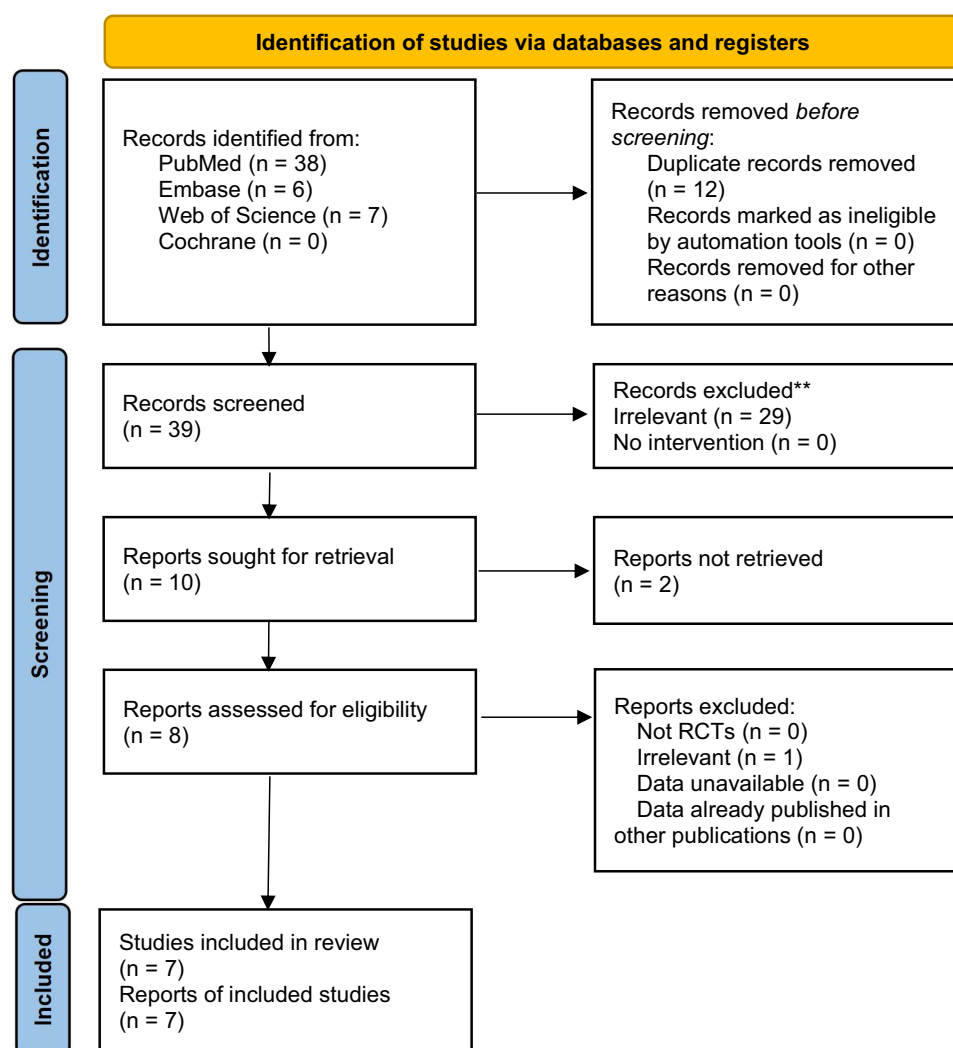 Identification of studies via databases and registers
Identification
Records identified from:
PubMed (n = 38)
Embase (n = 6)
Web of Science (n = 7)
Cochrane (n = 0)
Records removed before
screening:
Duplicate records removed
(n = 12)
Records marked as ineligible
by automation tools (n = 0)
Records removed for other
reasons (n = 0)
Screening
Records screened
(n = 39)
Records excluded**
Irrelevant (n = 29)
No intervention (n = 0)
Reports sought for retrieval
(n = 10)
Reports not retrieved
(n = 2)
Reports assessed for eligibility
(n = 8)
Reports excluded:
Not RCTs (n = 0)
Irrelevant (n = 1)
Data unavailable (n = 0)
Data already published in
other publications (n = 0)
Included
Studies included in review
(n = 7)
Reports of included studies
(n = 7)